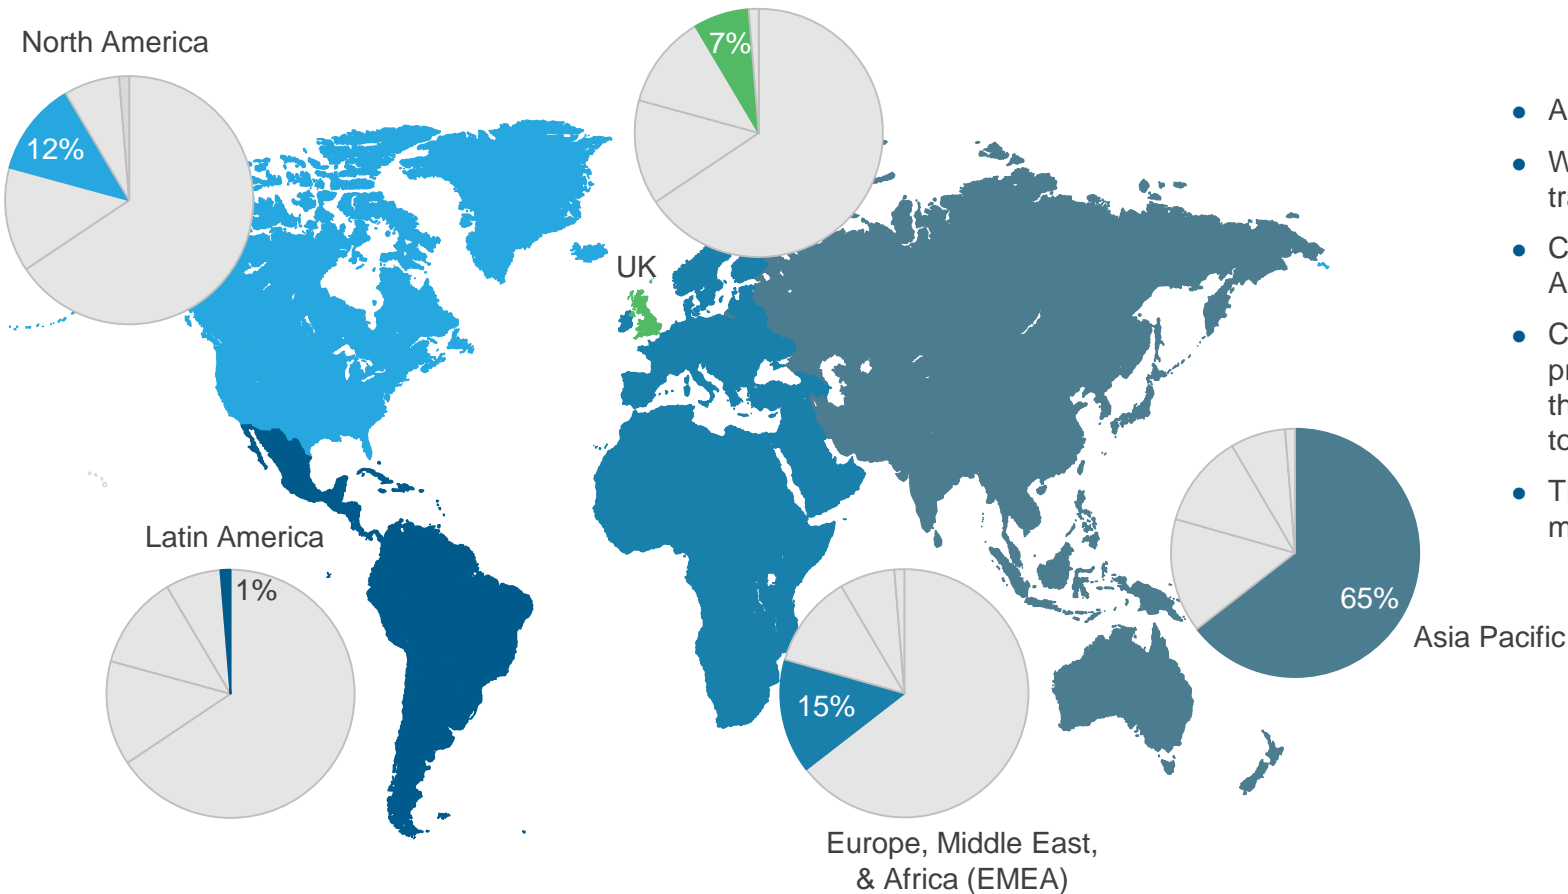 North America
12%
7%
UK
Latin America
1%
15%
Europe, Middle East,
& Africa (EMEA)
65%
Asia Pacific